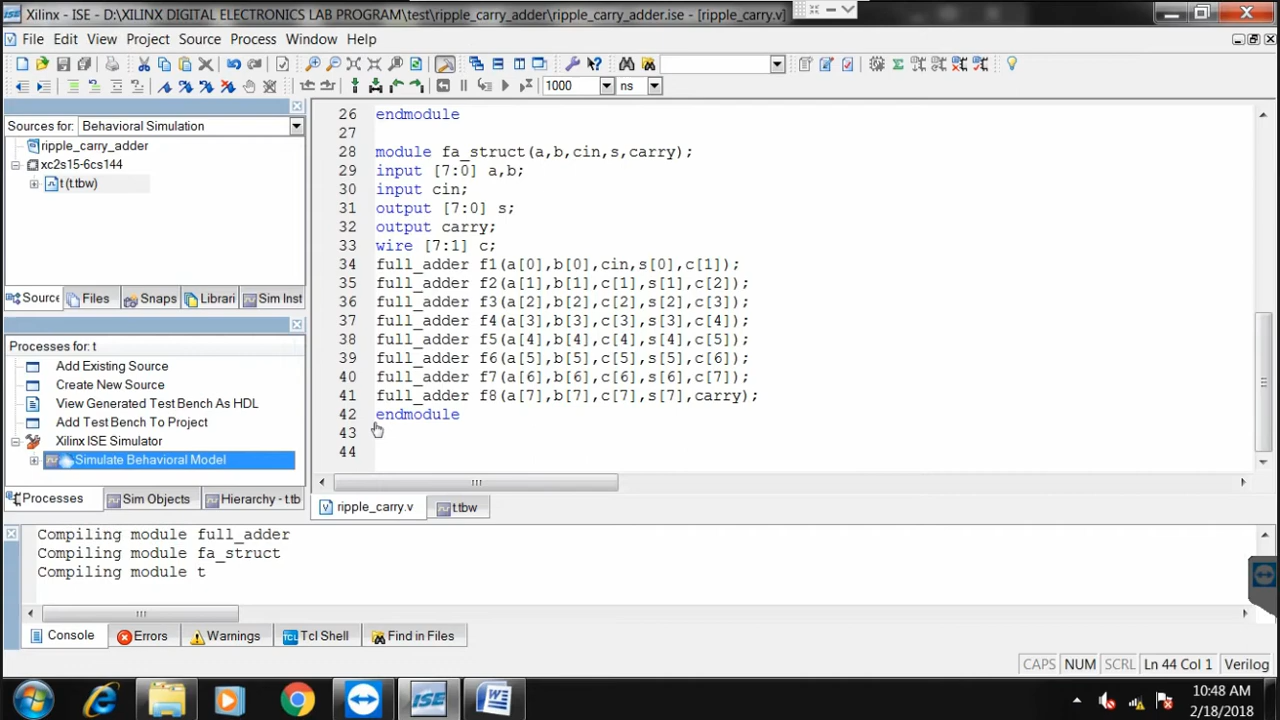 Xilinx - ISE - D:\XILINX DIGITAL ELECTRONICS LAB PROGRAM\test\ripple_carry_adder\ripple_carry_adder.ise - [ripple_carry.v]
File Edit View Project Source Process Window Help
1000 ns
Sources for: Behavioral Simulation
ripple_carry_adder
xc2s15-6cs144
t (t.tbw)
Sourc Files Snaps Librari Sim Inst
Processes for: t
Add Existing Source
Create New Source
View Generated Test Bench As HDL
Add Test Bench To Project
Xilinx ISE Simulator
Simulate Behavioral Model
Processes Sim Objects Hierarchy - t.tb
26 endmodule
27
28 module fa_struct(a,b,cin,s,carry);
29 input [7:0] a,b;
30 input cin;
31 output [7:0] s;
32 output carry;
33 wire [7:1] c;
34 full_adder f1(a[0],b[0],cin,s[0],c[1]);
35 full_adder f2(a[1],b[1],c[1],s[1],c[2]);
36 full_adder f3(a[2],b[2],c[2],s[2],c[3]);
37 full_adder f4(a[3],b[3],c[3],s[3],c[4]);
38 full_adder f5(a[4],b[4],c[4],s[4],c[5]);
39 full_adder f6(a[5],b[5],c[5],s[5],c[6]);
40 full_adder f7(a[6],b[6],c[6],s[6],c[7]);
41 full_adder f8(a[7],b[7],c[7],s[7],carry);
42 endmodule
43
44
ripple_carry.v t.tbw
Compiling module full_adder
Compiling module fa_struct
Compiling module t
Console Errors Warnings Tcl Shell Find in Files
CAPS NUM SCRL Ln 44 Col 1 Verilog
ISE
10:48 AM
2/18/2018